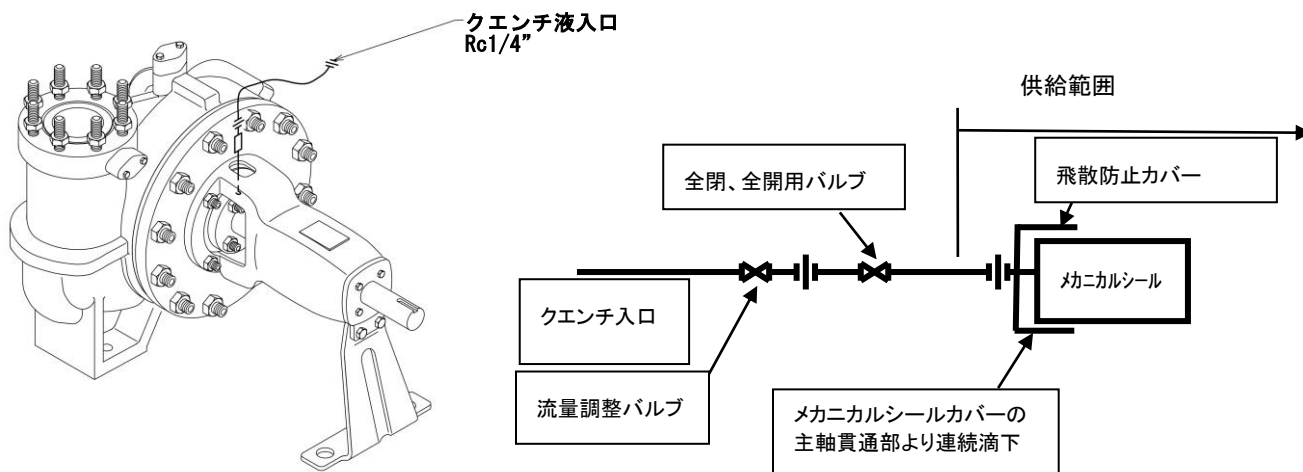 クエンチ液入口
Rc1/4”
供給範囲
全閉、全開用バルブ
飛散防止カバー
メカニカルシール
クエンチ入口
流量調整バルブ
メカニカルシールカバーの
主軸貫通部より連続滴下